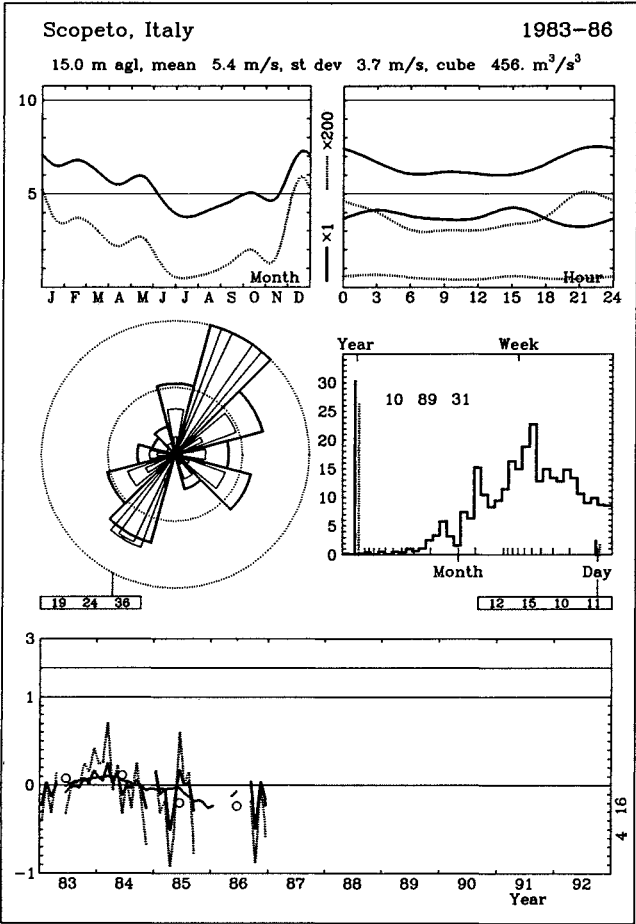 Scopeto, Italy 1983–86
15.0 m agl, mean 5.4 m/s, st dev 3.7 m/s, cube 456. m³/s³
10
5
J F M A M J J A S O N D
Month
×1 ×200
0 3 6 9 12 15 18 21 24
Hour
Year Week
35
30
25
20
15
10
5
0
10 89 31
Month Day
19 24 36
12 15 10 11
3
1
0
-1
83 84 85 86 87 88 89 90 91 92
Year
4 16